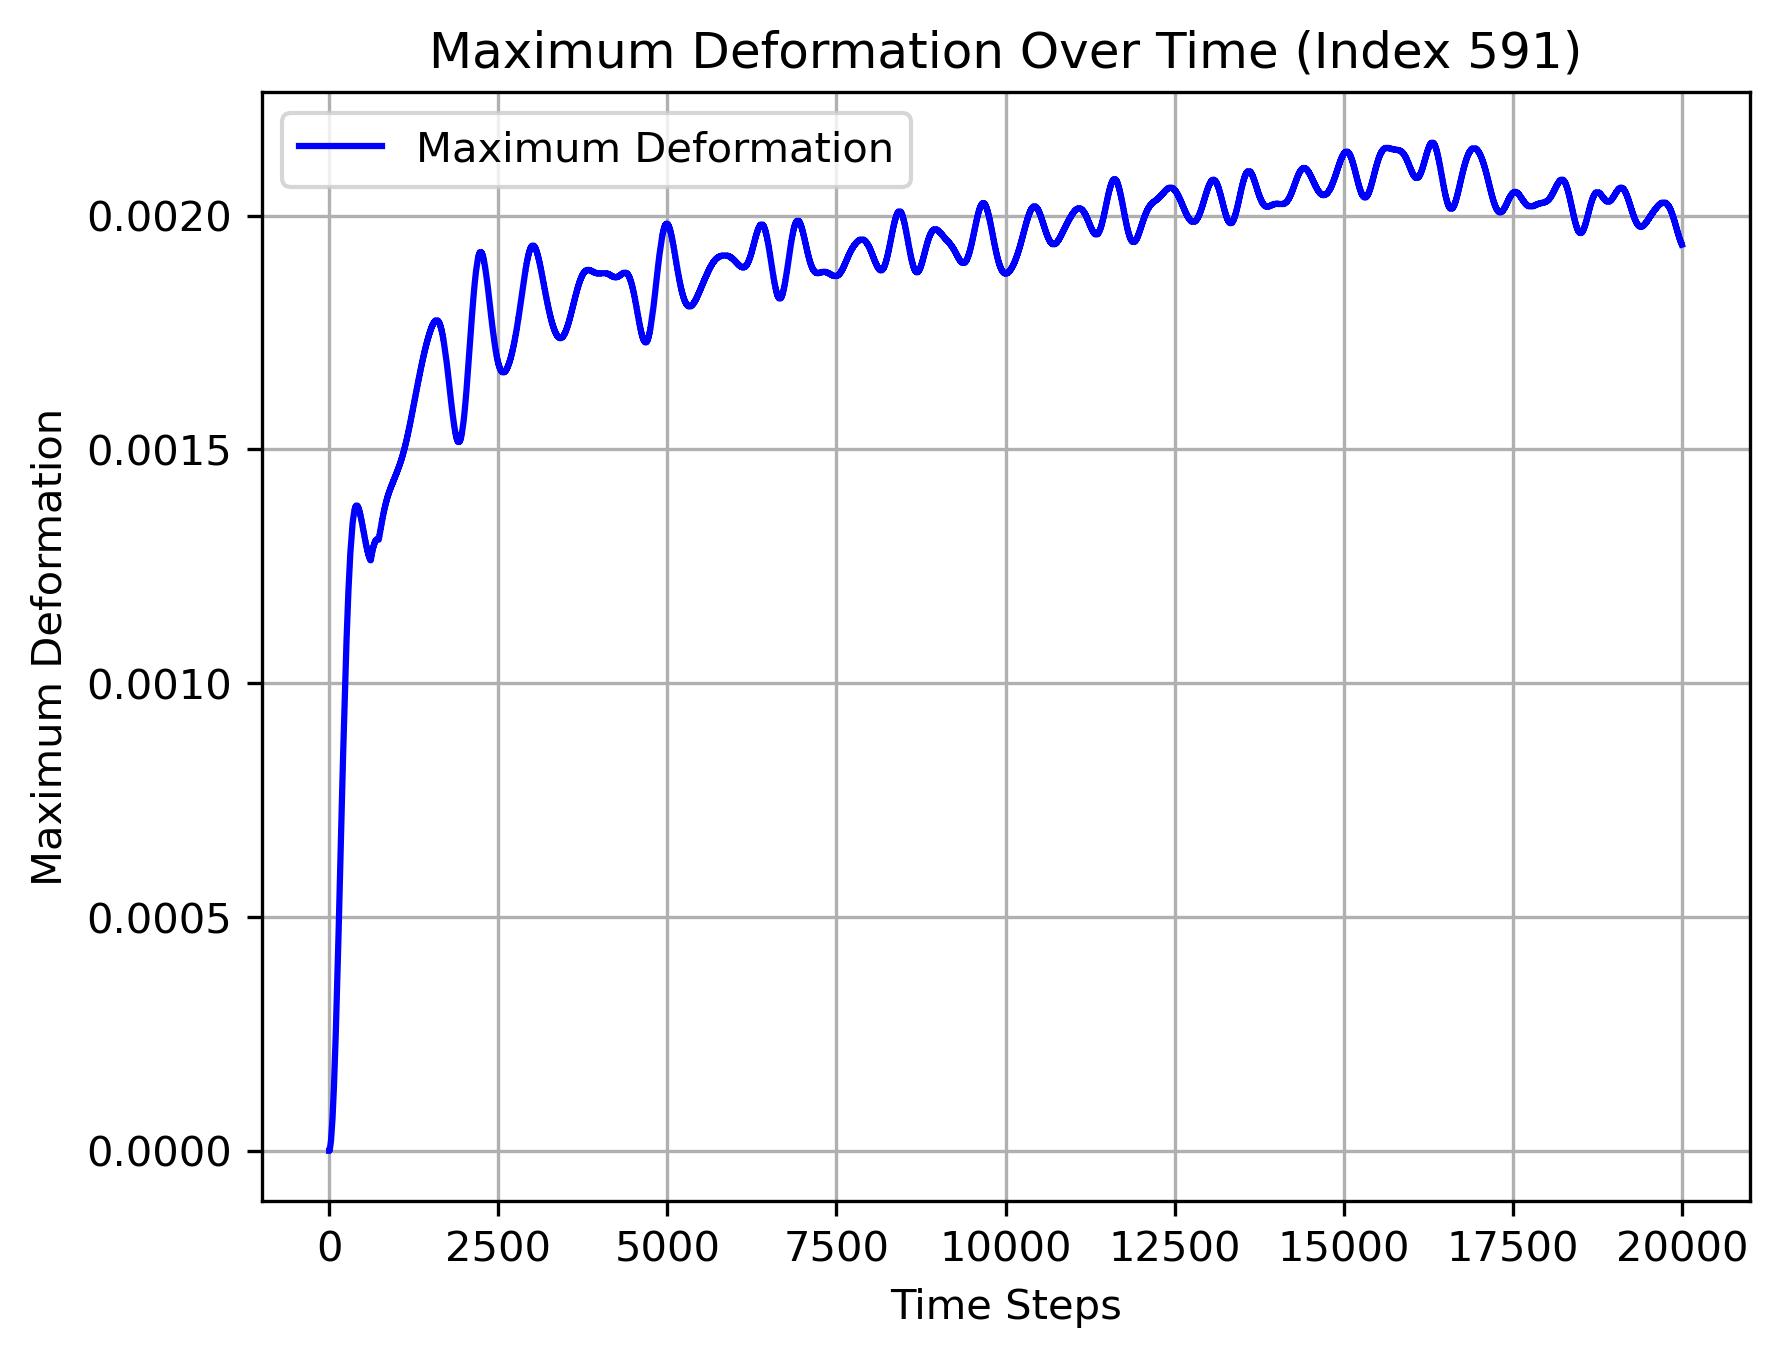 Maximum Deformation Over Time (Index 591)
Maximum Deformation
Maximum Deformation
0.0020
0.0015
0.0010
0.0005
0.0000
0 2500 5000 7500 10000 12500 15000 17500 20000
Time Steps